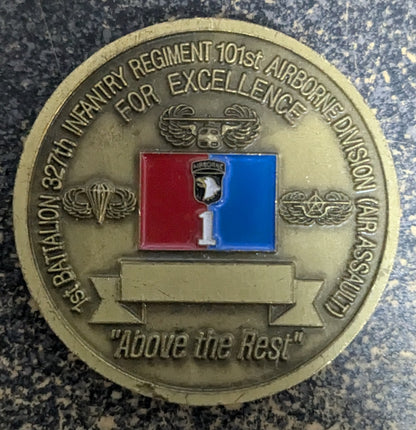 1st BATTALION 327th INFANTRY REGIMENT 101st AIRBORNE DIVISION (AIR ASSAULT)
FOR EXCELLENCE
AIRBORNE
1
"Above the Rest"